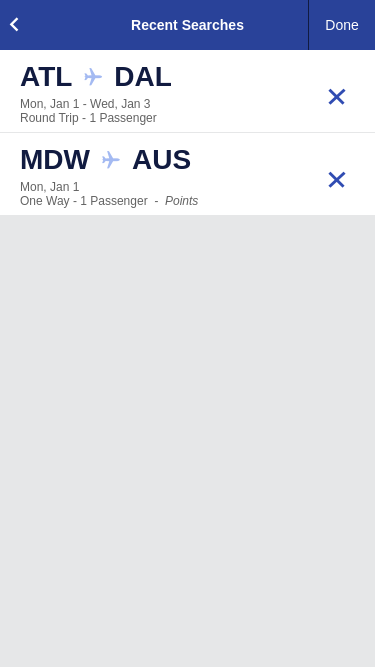 Recent Searches
Done
ATL DAL
Mon, Jan 1 - Wed, Jan 3
Round Trip - 1 Passenger
MDW AUS
Mon, Jan 1
One Way - 1 Passenger - Points